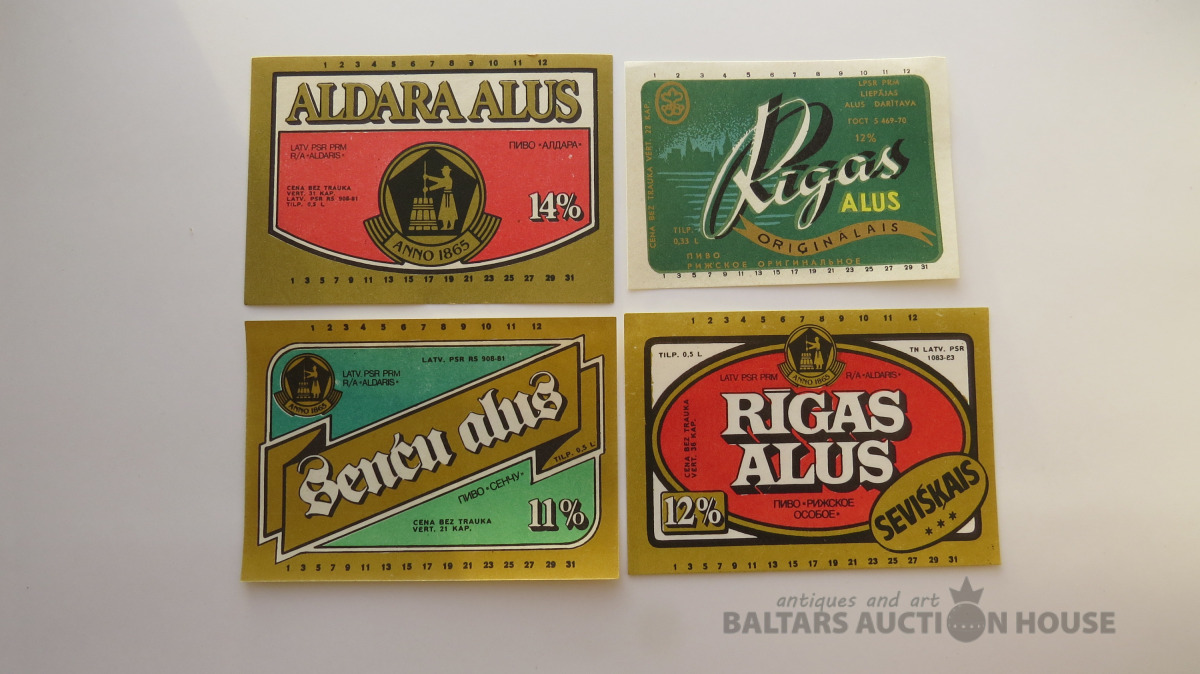 1 2 3 4 5 6 7 8 9 10 11 12
ALDARA ALUS
LATV PSR PRM
R/A «ALDARIS»
ПИВО «АЛДАРА»
CENA BEZ TRAUKA
VERT. 31 KAP.
LATV. PSR RS 908-81
TILP. 0,5 L
14%
ANNO 1865
1 3 5 7 9 11 13 15 17 19 21 23 25 27 29 31
1 2 3 4 5 6 7 8 9 10 11 12
LPSR PRM
LIEPĀJAS
ALUS DARĪTAVA
ГОСТ 5 469-70
12%
CENA BEZ TRAUKA VERT. 22 KAP.
Rīgas
ALUS
ORIĢINĀLAIS
TILP.
0,33 L
ПИВО
РИЖСКОЕ ОРИГИНАЛЬНОЕ
1 3 5 7 9 11 13 15 17 19 21 23 25 27 29 31
1 2 3 4 5 6 7 8 9 10 11 12
LATV. PSR RS 908-81
LATV PSR PRM
R/A «ALDARIS»
ANNO 1865
Senču alus
TILP. 0,5 L
ПИВО «СЕНЧУ»
CENA BEZ TRAUKA
VERT. 21 KAP.
11%
1 3 5 7 9 11 13 15 17 19 21 23 25 27 29 31
1 2 3 4 5 6 7 8 9 10 11 12
TILP. 0,5 L
TN LATV. PSR
1083-83
ANNO 1865
LATV PSR PRM
R/A «ALDARIS»
CENA BEZ TRAUKA
RĪGAS
ALUS
12%
ПИВО «РИЖСКОЕ
ОСОБОЕ»
SEVIŠĶAIS
1 3 5 7 9 11 13 15 17 19 21 23 25 27 29 31
antiques and art
BALTARS AUCTION HOUSE